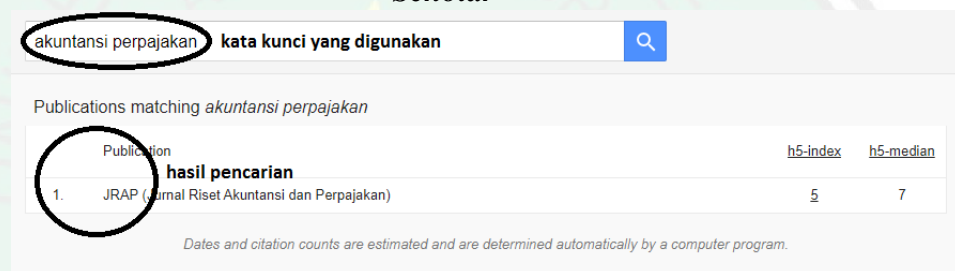 Scholar
akuntansi perpajakan kata kunci yang digunakan
Publications matching akuntansi perpajakan
Publication h5-index h5-median
hasil pencarian
1. JRAP (Jurnal Riset Akuntansi dan Perpajakan) 5 7
Dates and citation counts are estimated and are determined automatically by a computer program.